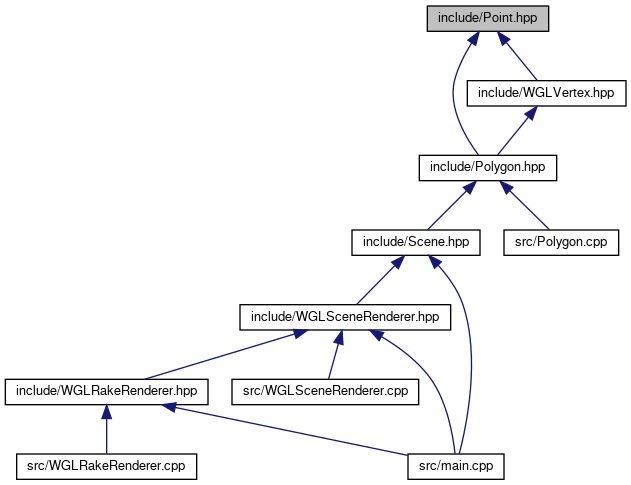 include/Point.hpp
include/WGLVertex.hpp
include/Polygon.hpp
include/Scene.hpp
src/Polygon.cpp
include/WGLSceneRenderer.hpp
include/WGLRakeRenderer.hpp
src/WGLSceneRenderer.cpp
src/WGLRakeRenderer.cpp
src/main.cpp